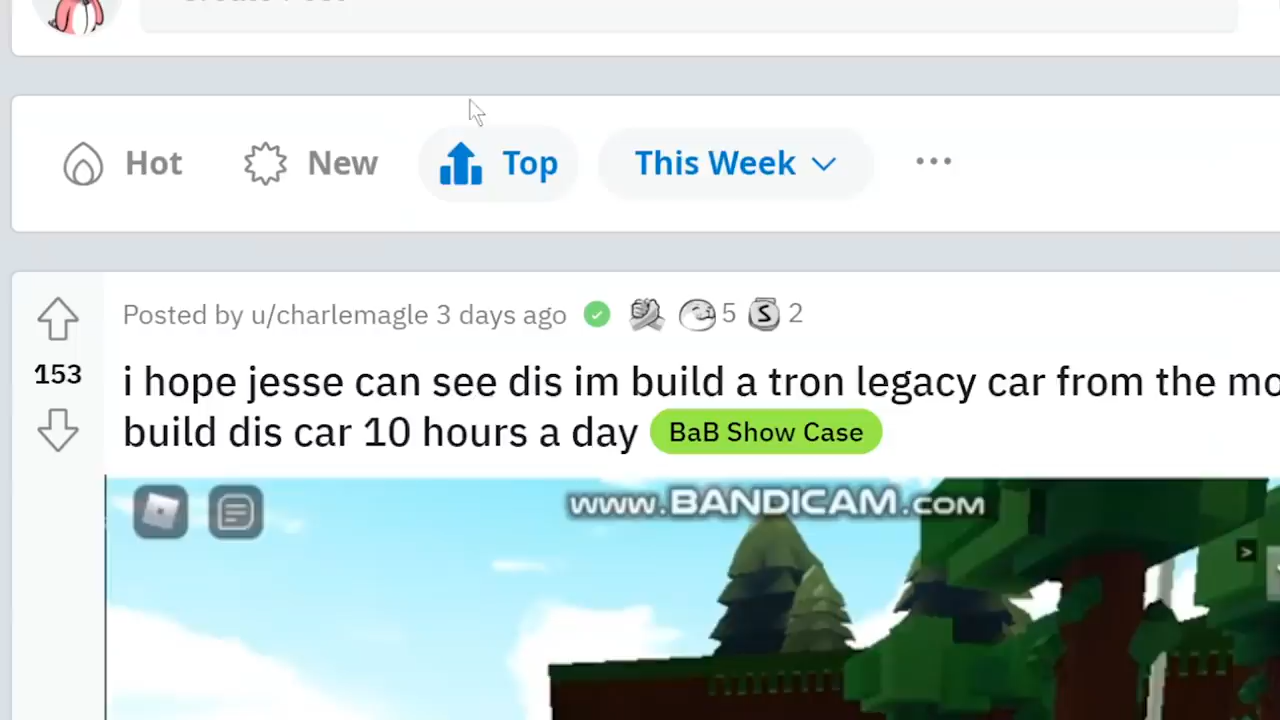 Hot New Top This Week
Posted by u/charlemagle 3 days ago 5 2
153
i hope jesse can see dis im build a tron legacy car from the
build dis car 10 hours a day BaB Show Case
www.BANDICAM.com